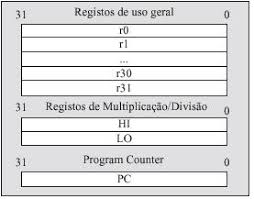 31 Registos de uso geral 0
r0
r1
...
r30
r31
31 Registos de Multiplicação/Divisão 0
HI
LO
31 Program Counter 0
PC